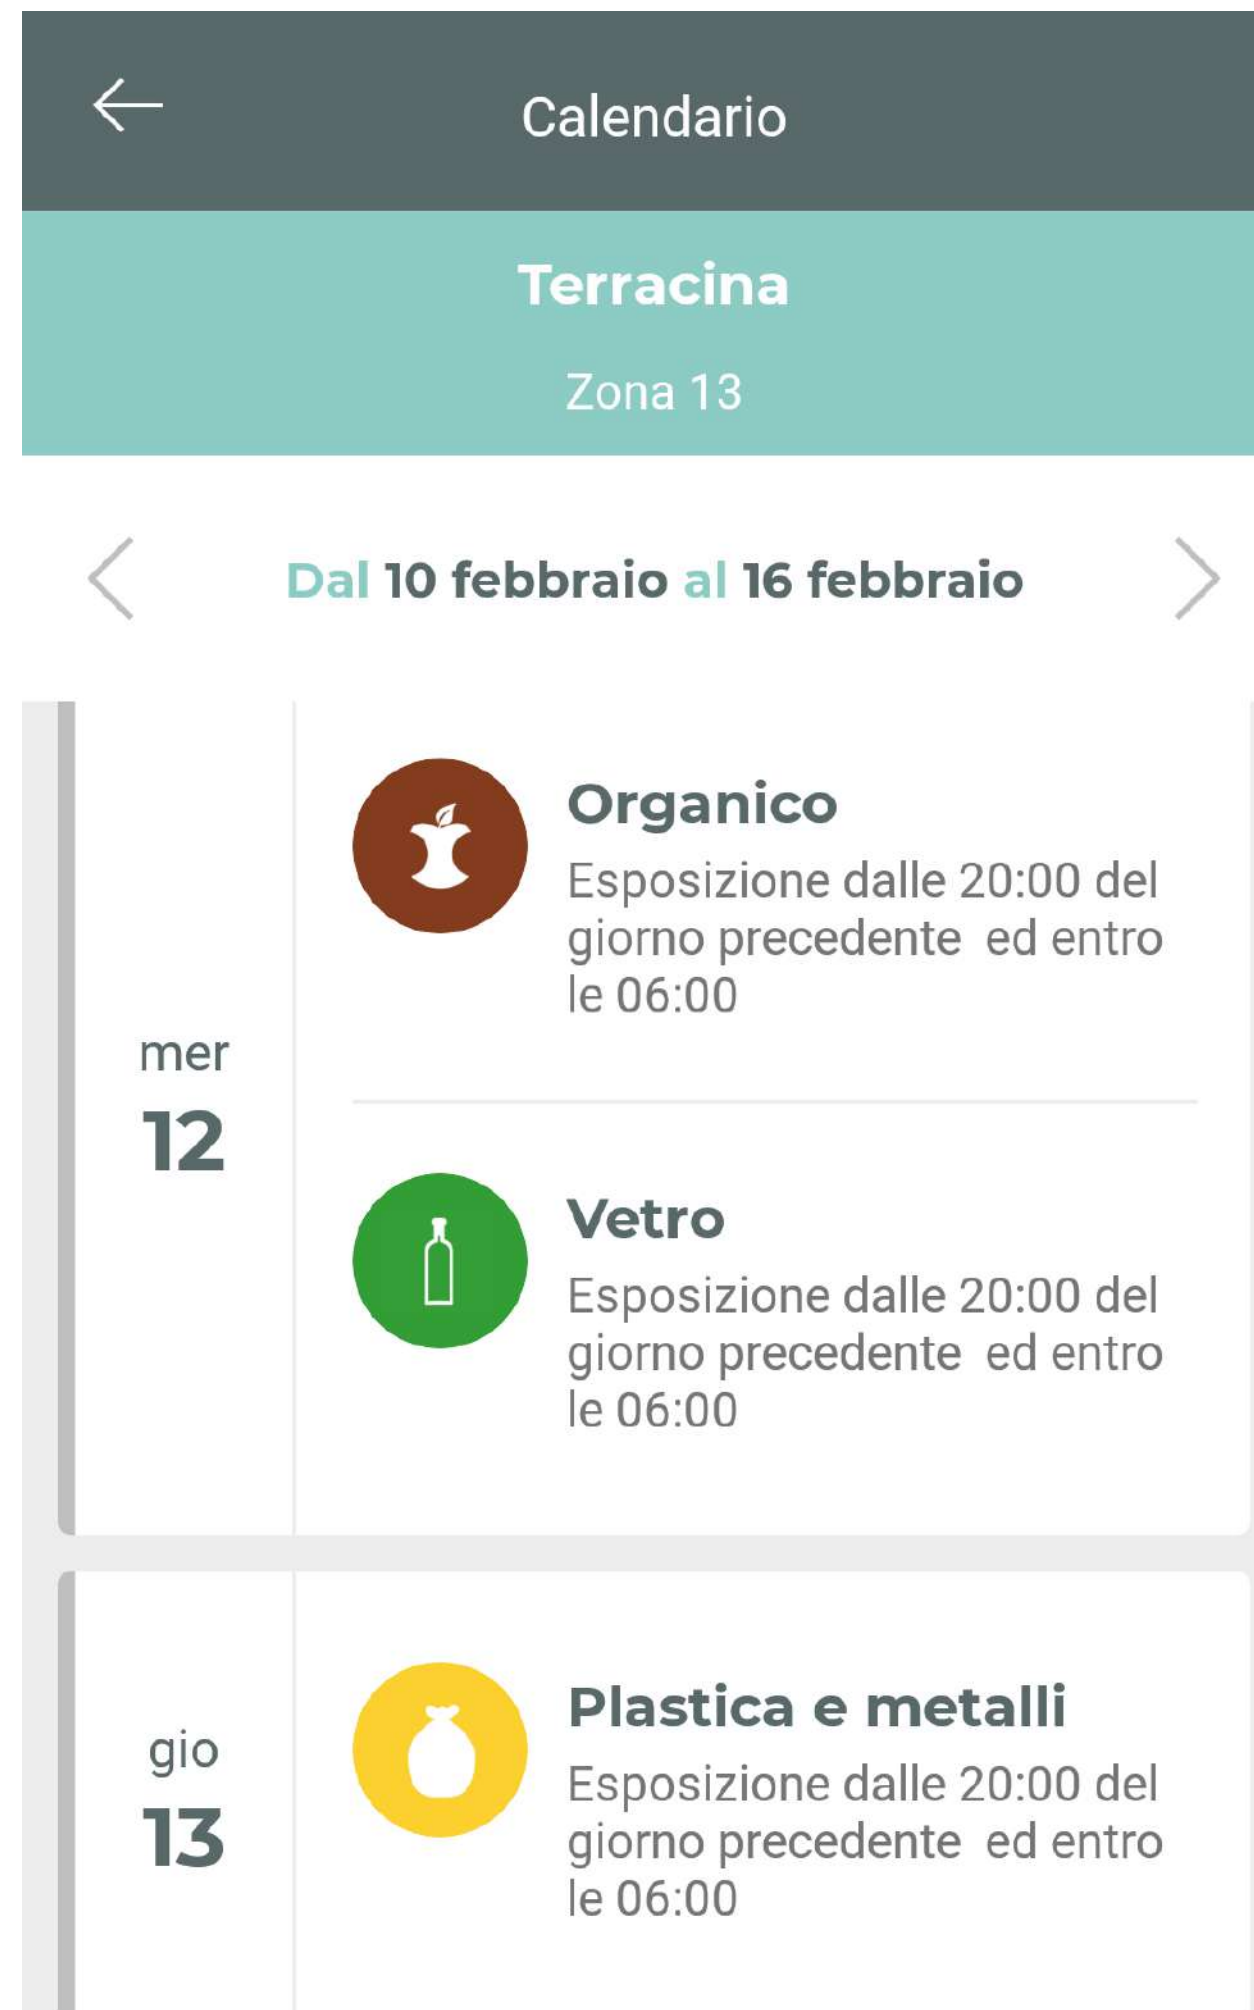 Calendario
Terracina
Zona 13
Dal 10 febbraio al 16 febbraio
mer
12
Organico
Esposizione dalle 20:00 del
giorno precedente  ed entro
le 06:00
Vetro
Esposizione dalle 20:00 del
giorno precedente  ed entro
le 06:00
gio
13
Plastica e metalli
Esposizione dalle 20:00 del
giorno precedente  ed entro
le 06:00